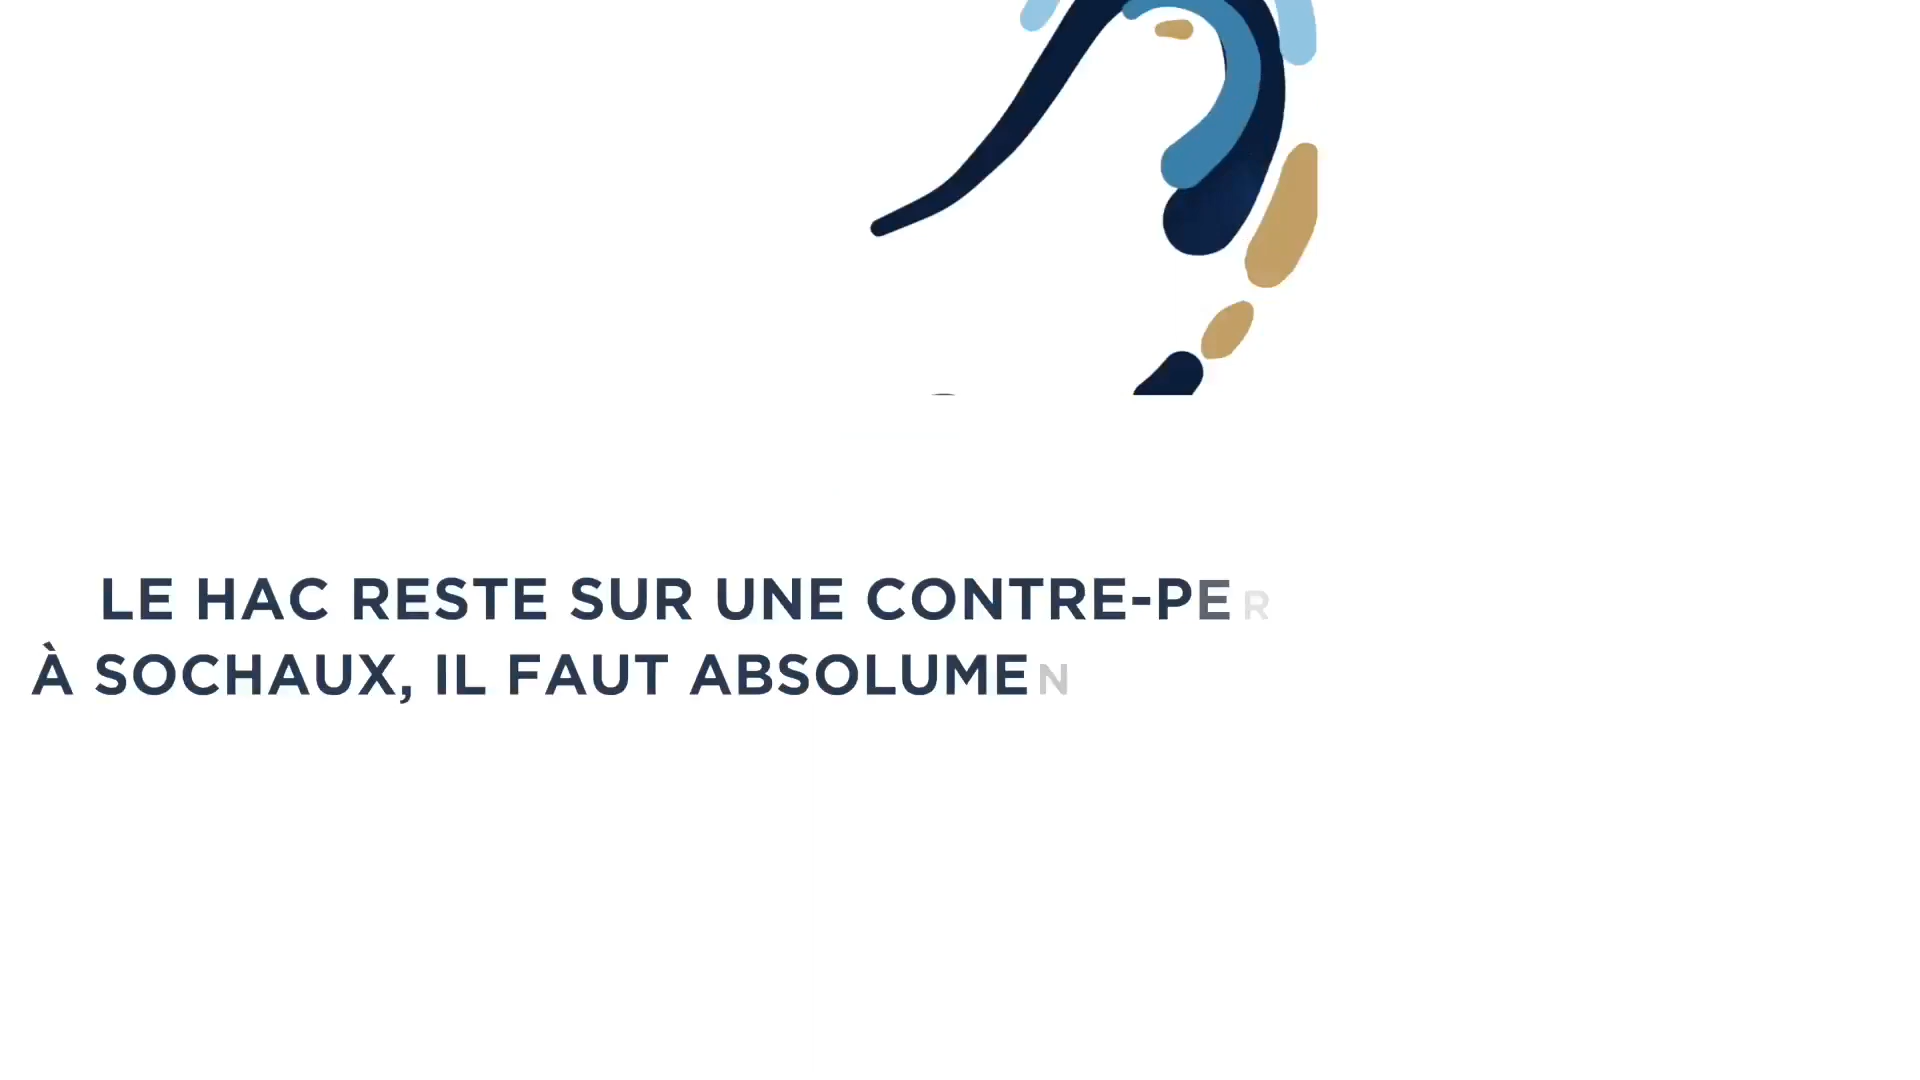 LE HAC RESTE SUR UNE CONTRE-PER
À SOCHAUX, IL FAUT ABSOLUMEN